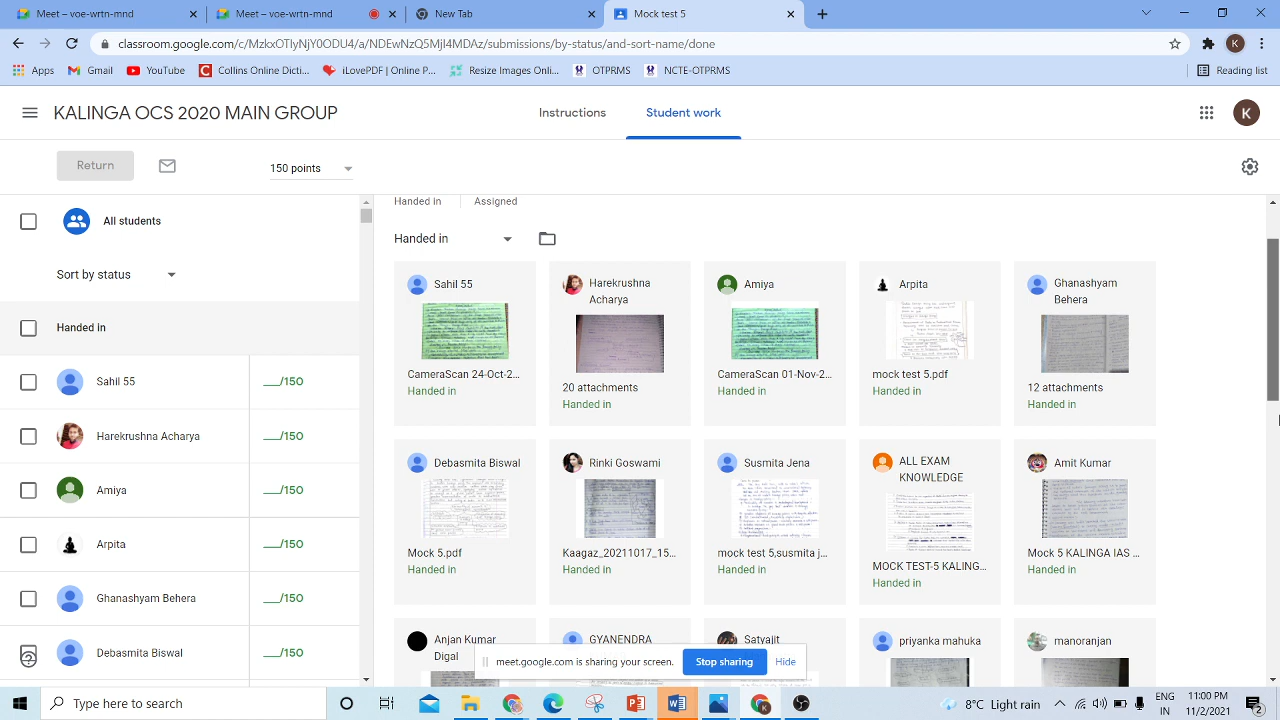 Meet – voe-nwmd-dxs
Meet – voe-nwmd-dxs
New Tab
Mock test 5
classroom.google.com/c/MzkxOTIyNjY0ODU4/a/NDEwNzQ5MjI4MDAz/submissions/by-status/and-sort-name/done
K
Apps
Gmail
YouTube
Collins Online Dicti...
iLovePDF | Online P...
Resize Images Onli...
OTPRMS
NCTE-OTPRMS
Reading list
KALINGA OCS 2020 MAIN GROUP
Instructions
Student work
K
Return
150 points
All students
Sort by status
Handed in
Sahil 55
___/150
Harekrushna Acharya
___/150
Amiya
___/150
Arpita
___/150
Ghanashyam Behera
___/150
Debasmita Biswal
___/150
Handed in
Assigned
Handed in
Sahil 55
CameraScan 24-Oct-2...
Handed in
Harekrushna
Acharya
20 attachments
Handed in
Amiya
CameraScan 01-Nov-2...
Handed in
Arpita
mock test 5.pdf
Handed in
Ghanashyam
Behera
12 attachments
Handed in
Debasmita Biswal
Mock 5.pdf
Handed in
Rinki Goswami
Handed in
Susmita Jena
mock test 5,susmita j...
Handed in
ALL EXAM
KNOWLEDGE
MOCK TEST-5 KALING...
Handed in
Amit Kumar
Mock 5 KALINGA IAS ...
Handed in
Anjan Kumar
Digal
GYANENDRA
Satyajit
priyanka mahuka
manoranjan
meet.google.com is sharing your screen.
Stop sharing
Hide
Type here to search
8°C Light rain
ENG
IN
11:00 PM
11/2/2021
2